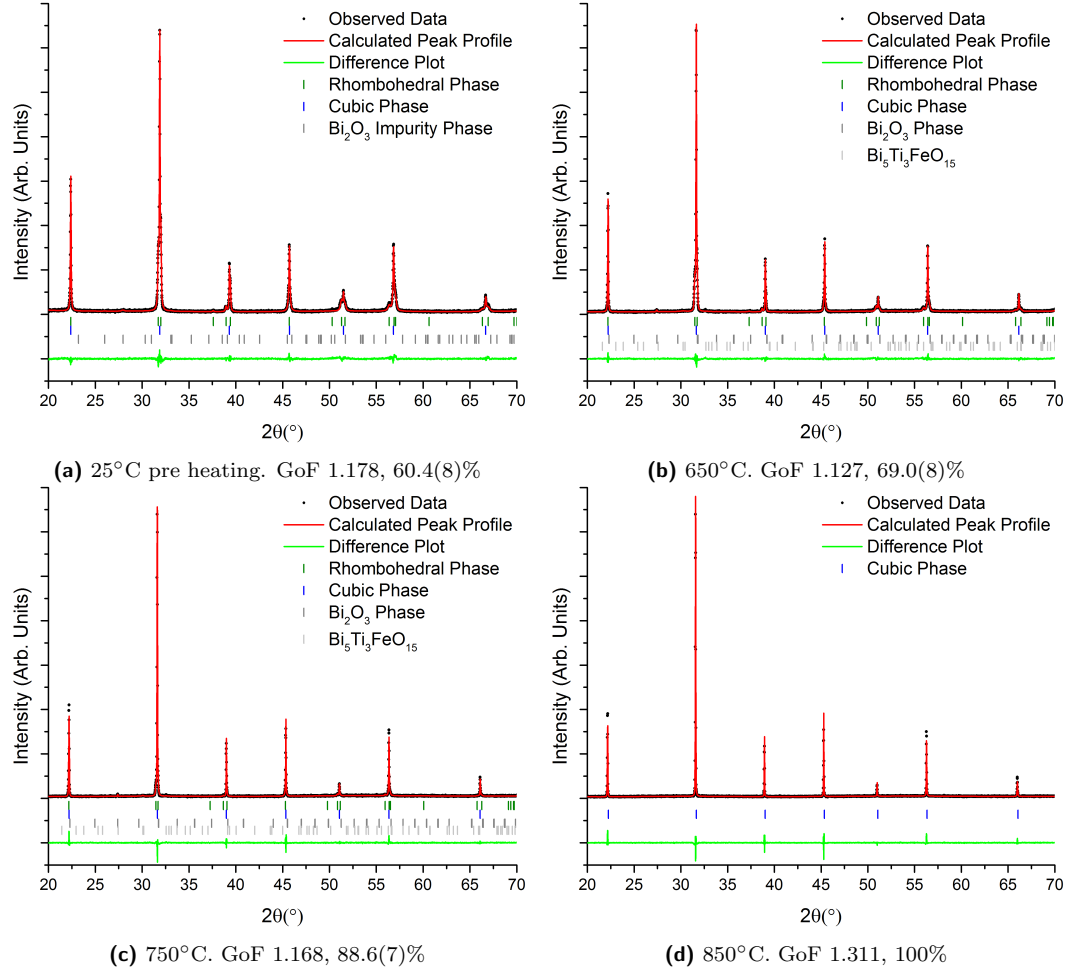 Observed Data
Calculated Peak Profile
Difference Plot
Rhombohedral Phase
Cubic Phase
Bi₂O₃ Impurity Phase
Intensity (Arb. Units)
20 25 30 35 40 45 50 55 60 65 70
2θ(°)
(a) 25°C pre heating. GoF 1.178, 60.4(8)%
Observed Data
Calculated Peak Profile
Difference Plot
Rhombohedral Phase
Cubic Phase
Bi₂O₃ Phase
Bi₅Ti₃FeO₁₅
Intensity (Arb. Units)
20 25 30 35 40 45 50 55 60 65 70
2θ(°)
(b) 650°C. GoF 1.127, 69.0(8)%
Observed Data
Calculated Peak Profile
Difference Plot
Rhombohedral Phase
Cubic Phase
Bi₂O₃ Phase
Bi₅Ti₃FeO₁₅
Intensity (Arb. Units)
20 25 30 35 40 45 50 55 60 65 70
2θ(°)
(c) 750°C. GoF 1.168, 88.6(7)%
Observed Data
Calculated Peak Profile
Difference Plot
Cubic Phase
Intensity (Arb. Units)
20 25 30 35 40 45 50 55 60 65 70
2θ(°)
(d) 850°C. GoF 1.311, 100%